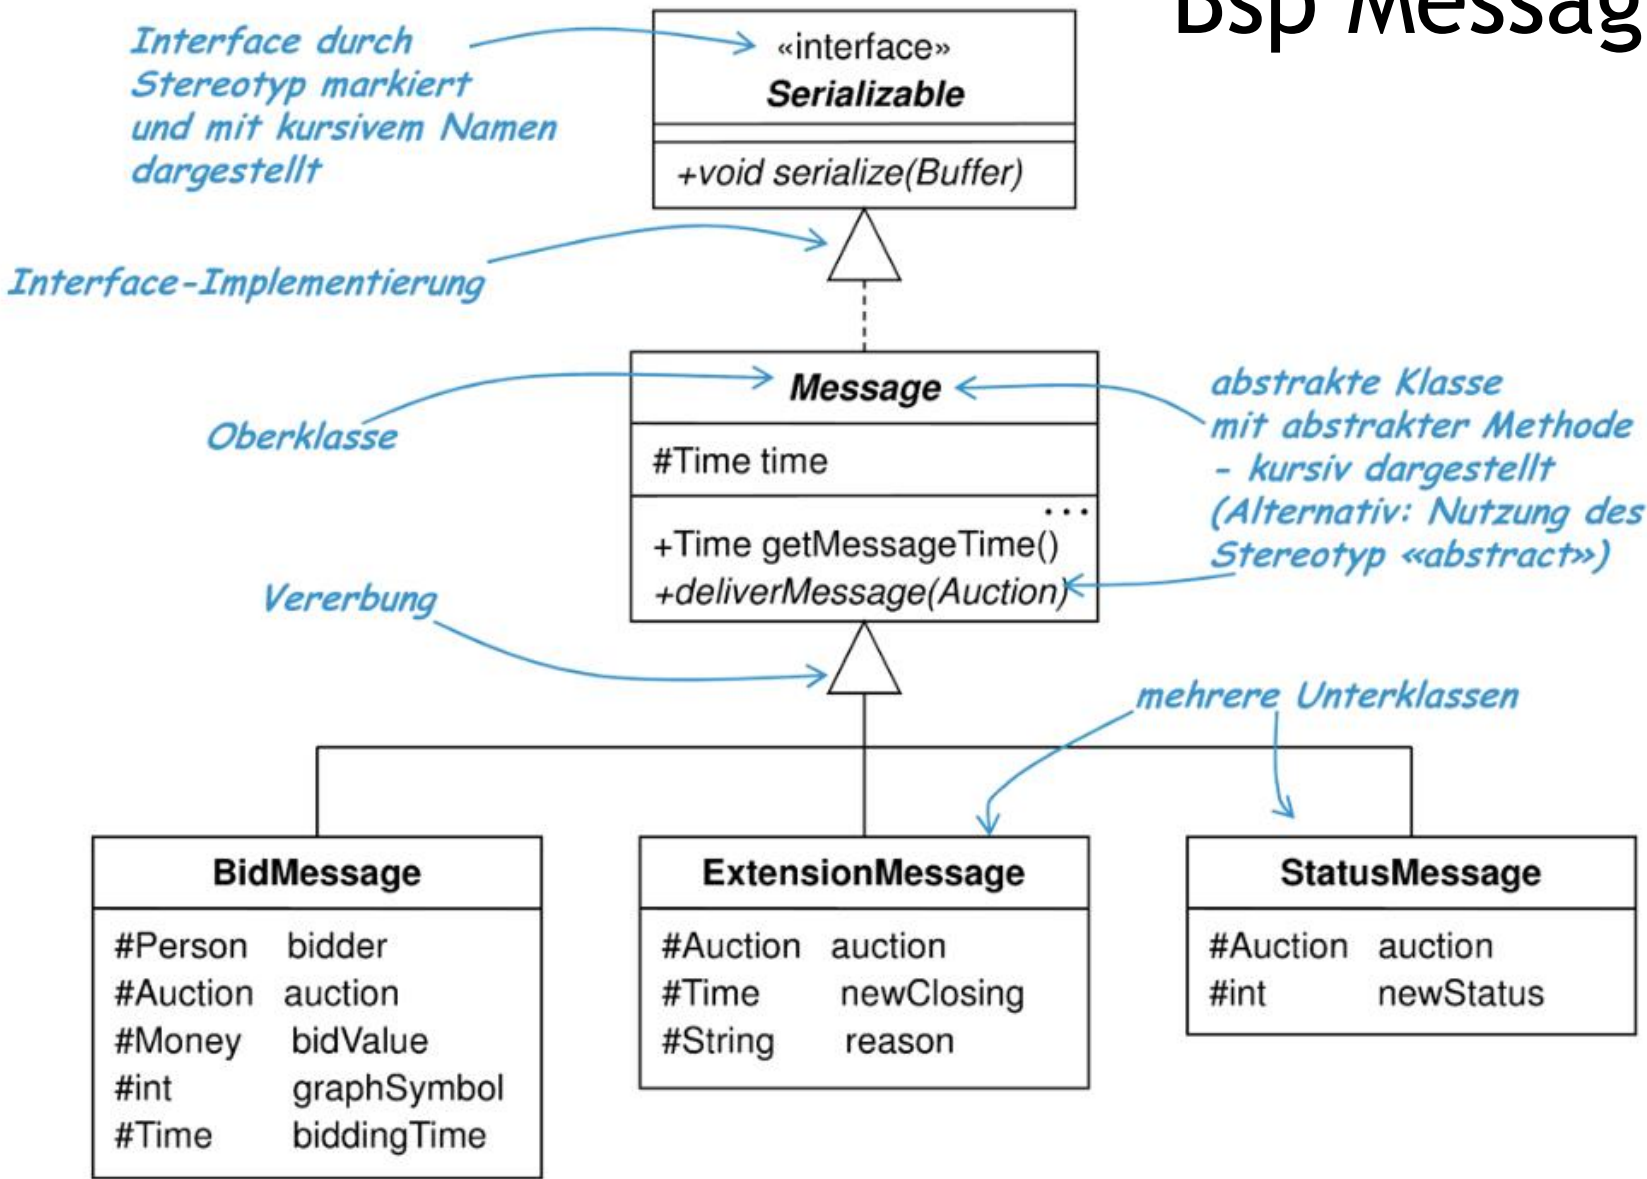 Bsp Messag
Interface durch
Stereotyp markiert
und mit kursivem Namen
dargestellt
«interface»
Serializable
+void serialize(Buffer)
Interface-Implementierung
Message
#Time time
...
+Time getMessageTime()
+deliverMessage(Auction)
Oberklasse
abstrakte Klasse
mit abstrakter Methode
- kursiv dargestellt
(Alternativ: Nutzung des
Stereotyp «abstract»)
Vererbung
mehrere Unterklassen
BidMessage
#Person bidder
#Auction auction
#Money bidValue
#int graphSymbol
#Time biddingTime
ExtensionMessage
#Auction auction
#Time newClosing
#String reason
StatusMessage
#Auction auction
#int newStatus